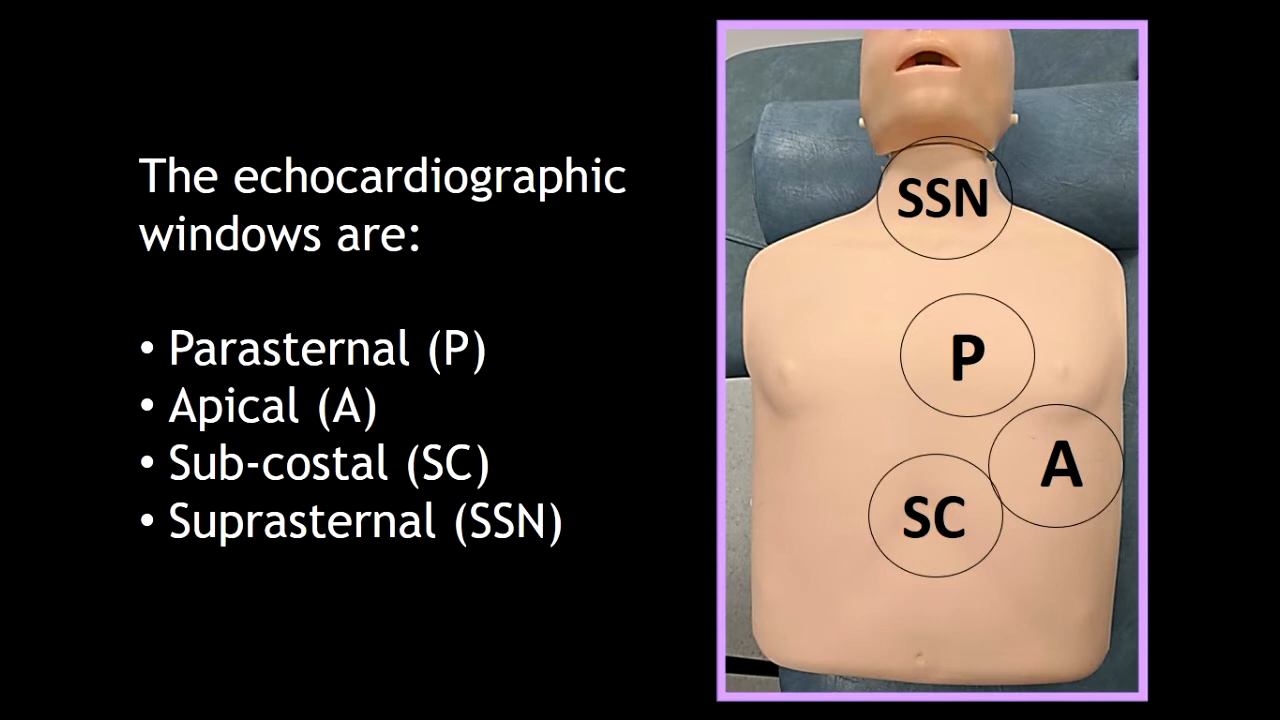 The echocardiographic
windows are:
• Parasternal (P)
• Apical (A)
• Sub-costal (SC)
• Suprasternal (SSN)
SSN
P
A
SC